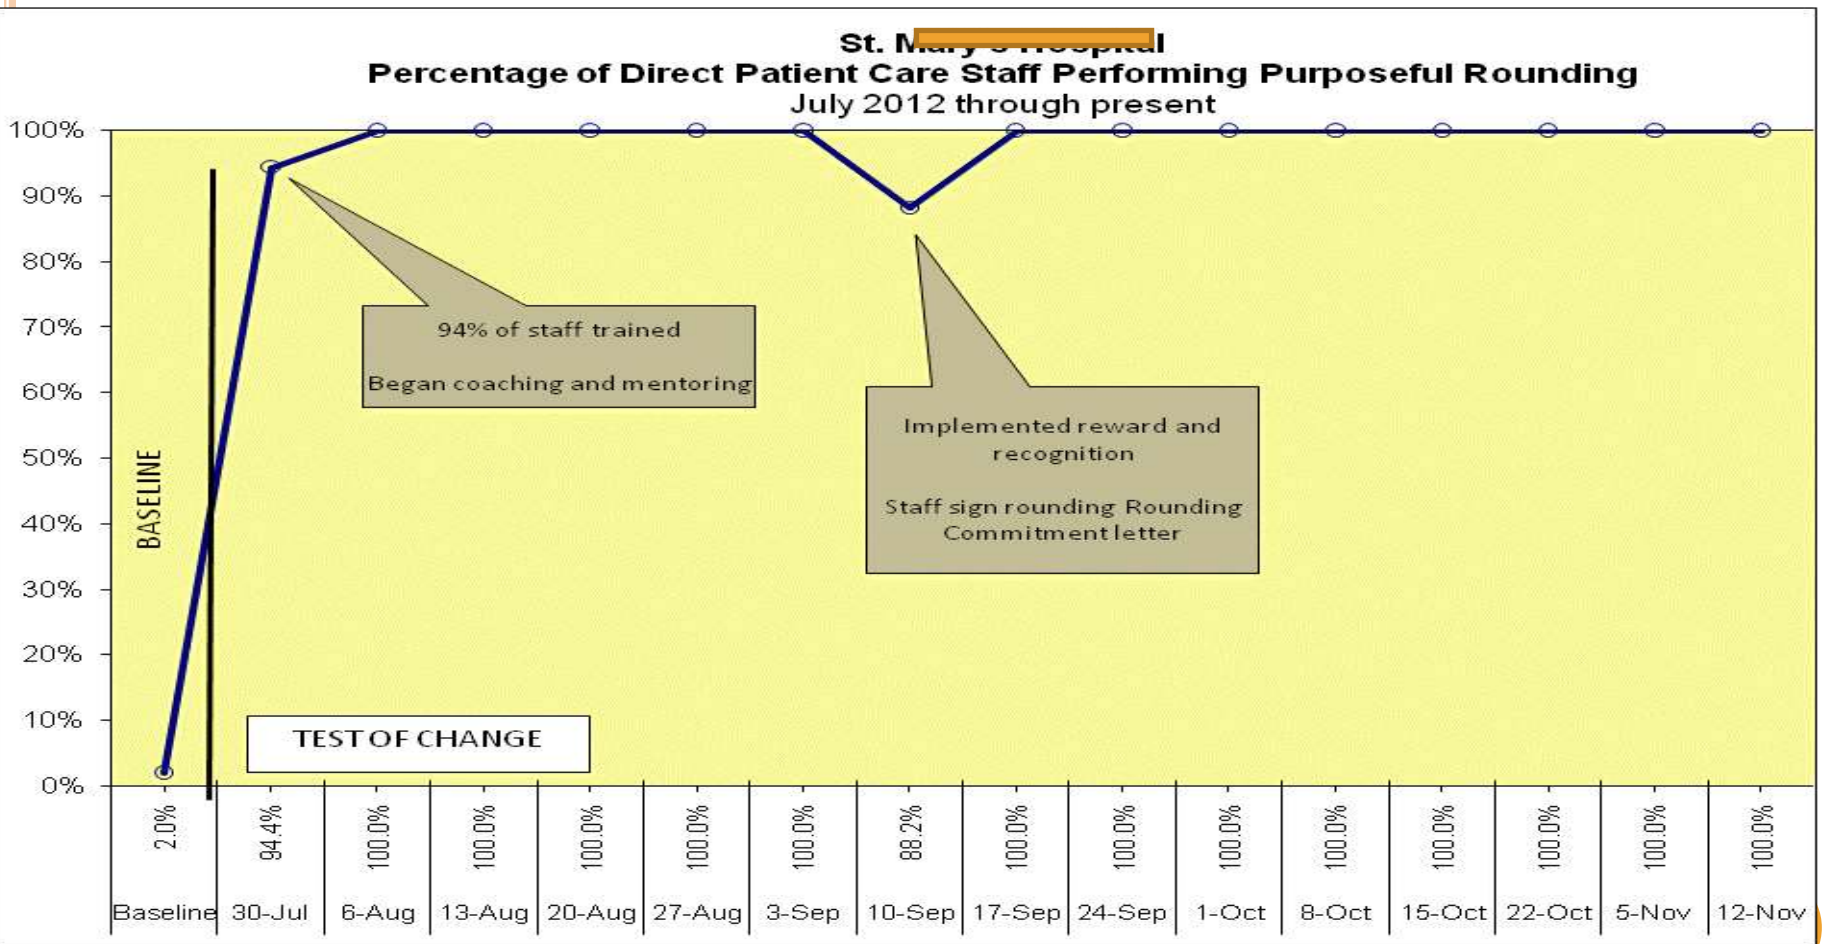 St. Mary's Hospital
Percentage of Direct Patient Care Staff Performing Purposeful Rounding
July 2012 through present
100%
90%
80%
70%
60%
50%
40%
30%
20%
10%
0%
BASELINE
94% of staff trained
Began coaching and mentoring
Implemented reward and
recognition
Staff sign rounding Rounding
Commitment letter
TEST OF CHANGE
2.0% 94.4% 100.0% 100.0% 100.0% 100.0% 100.0% 88.2% 100.0% 100.0% 100.0% 100.0% 100.0% 100.0% 100.0% 100.0%
Baseline 30-Jul 6-Aug 13-Aug 20-Aug 27-Aug 3-Sep 10-Sep 17-Sep 24-Sep 1-Oct 8-Oct 15-Oct 22-Oct 5-Nov 12-Nov